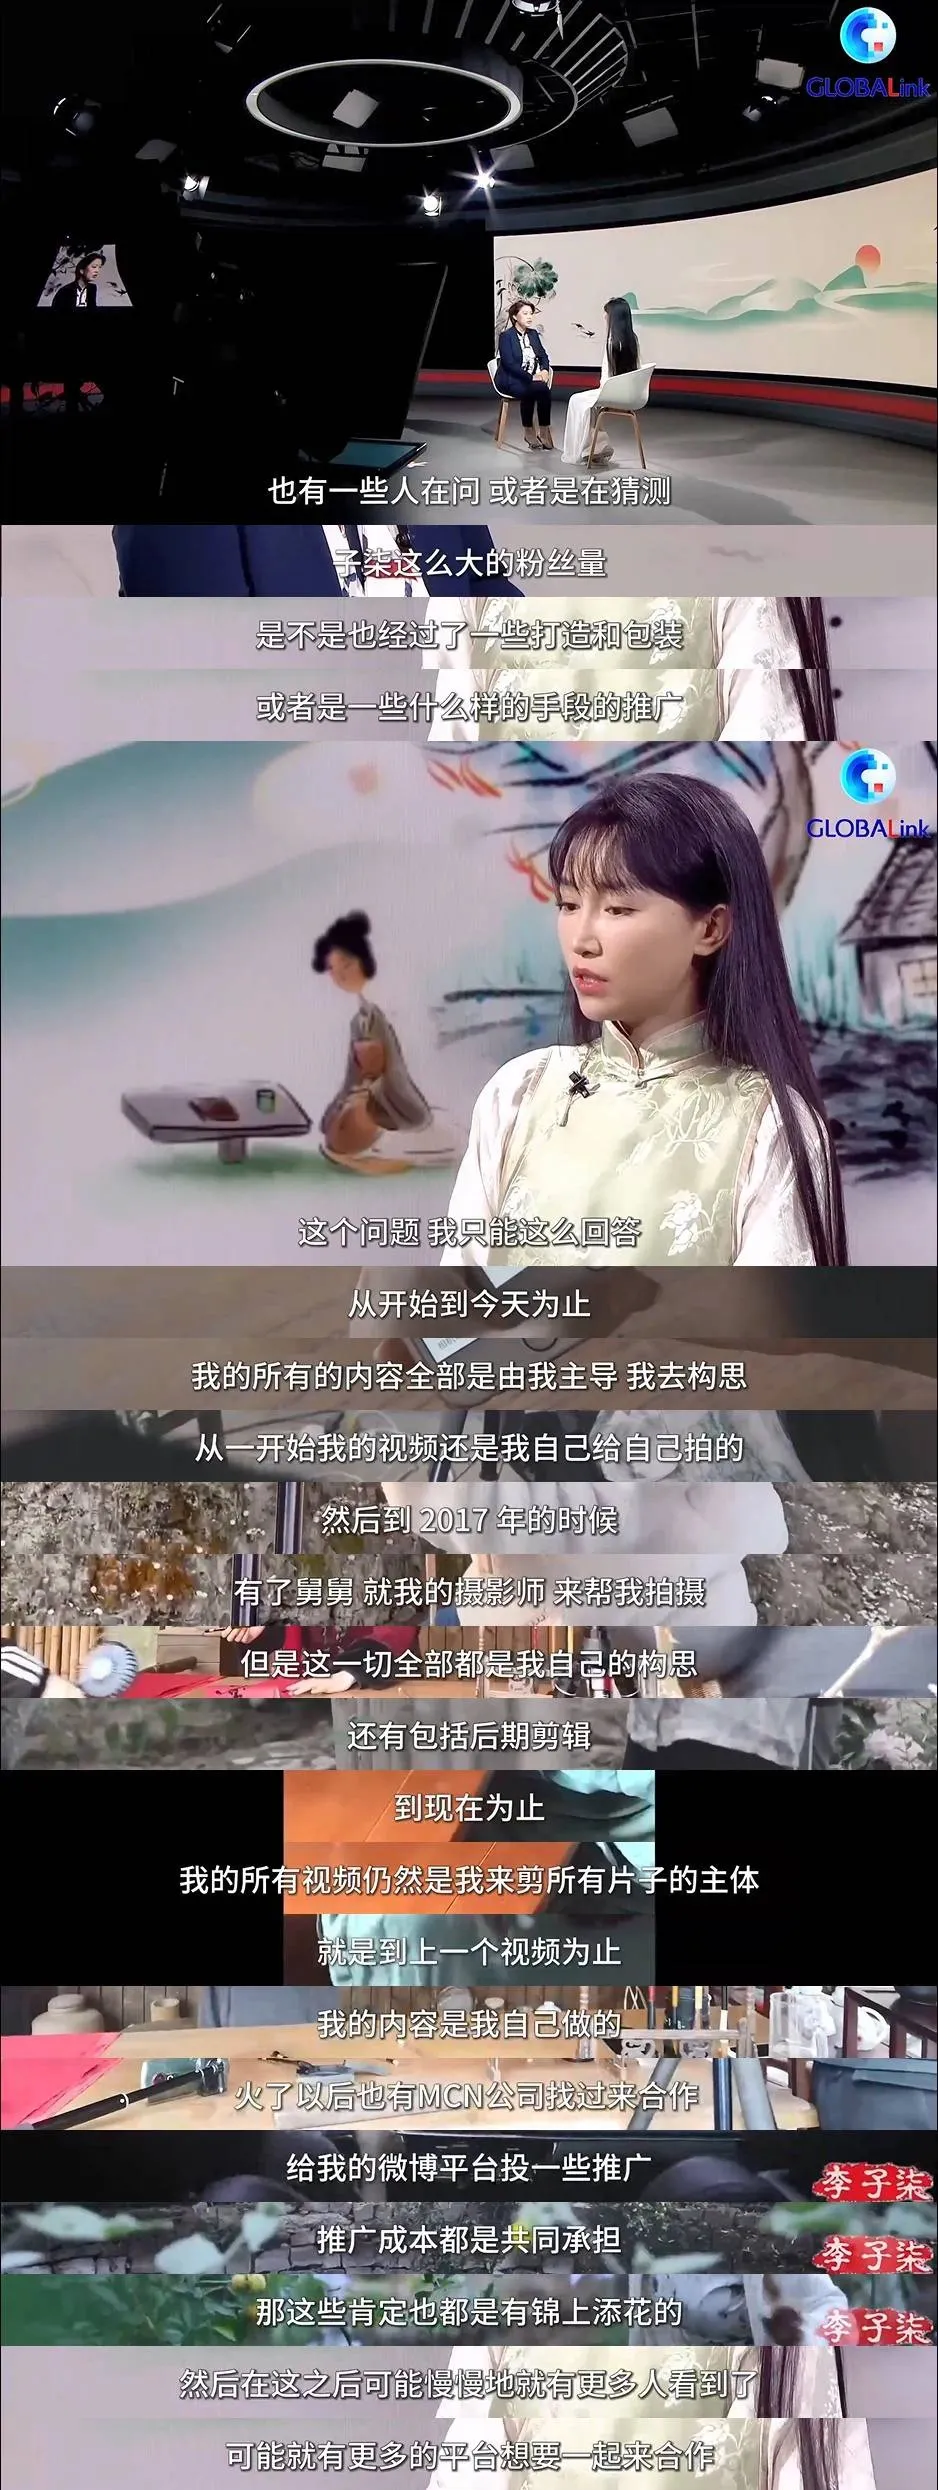 GLOBALink
也有一些人在问 或者是在猜测
子柒这么大的粉丝量
是不是也经过了一些打造和包装
或者是一些什么样的手段的推广
GLOBALink
这个问题 我只能这么回答
从开始到今天为止
我的所有的内容全部是由我主导 我去构思
从一开始我的视频还是我自己给自己拍的
然后到 2017 年的时候
有了舅舅 就我的摄影师 来帮我拍摄
但是这一切全部都是我自己的构思
还有包括后期剪辑
到现在为止
我的所有视频仍然是我来剪所有片子的主体
就是到上一个视频为止
我的内容是我自己做的
火了以后也有MCN公司找过来合作
给我的微博平台投一些推广
李子柒
推广成本都是共同承担
李子柒
那这些肯定也都是有锦上添花的
李子柒
然后在这之后可能慢慢地就有更多人看到了
可能就有更多的平台想要一起来合作